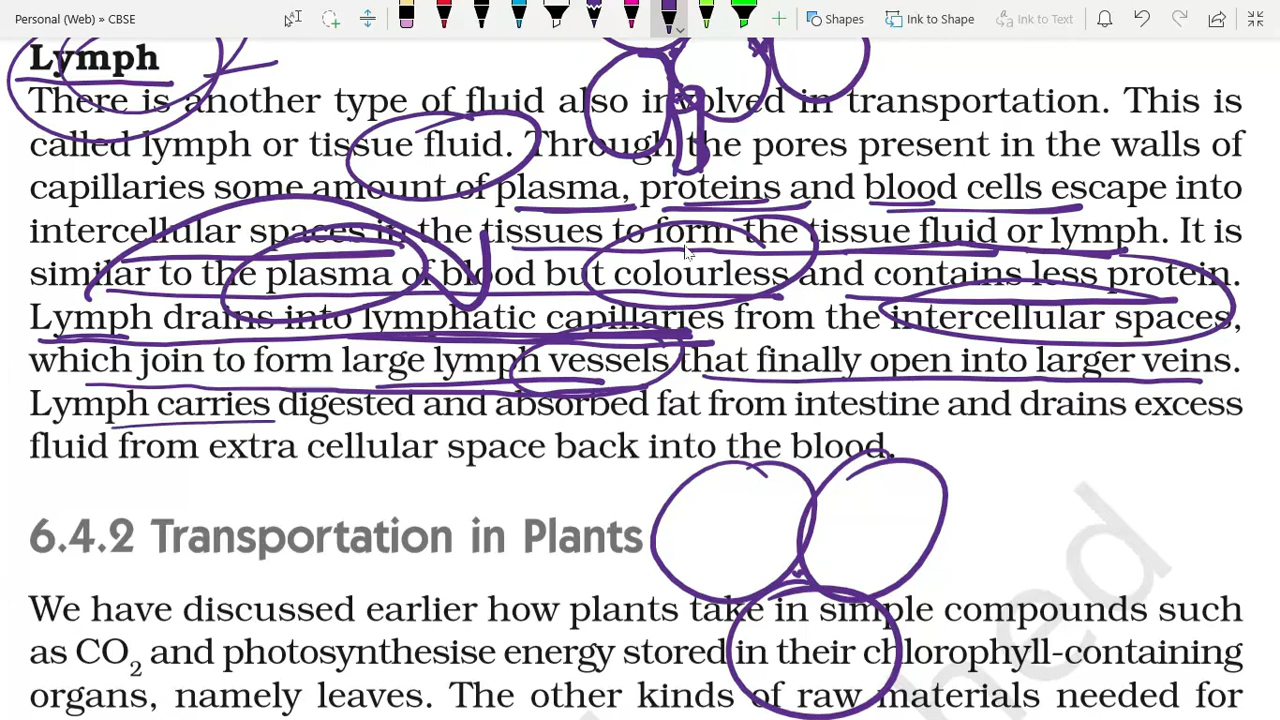 Personal (Web) » CBSE
Shapes
Ink to Shape
Ink to Text
Lymph
There is another type of fluid also involved in transportation. This is
called lymph or tissue fluid. Through the pores present in the walls of
capillaries some amount of plasma, proteins and blood cells escape into
intercellular spaces in the tissues to form the tissue fluid or lymph. It is
similar to the plasma of blood but colourless and contains less protein.
Lymph drains into lymphatic capillaries from the intercellular spaces,
which join to form large lymph vessels that finally open into larger veins.
Lymph carries digested and absorbed fat from intestine and drains excess
fluid from extra cellular space back into the blood.
6.4.2 Transportation in Plants
We have discussed earlier how plants take in simple compounds such
as CO₂ and photosynthesise energy stored in their chlorophyll-containing
organs, namely leaves. The other kinds of raw materials needed for